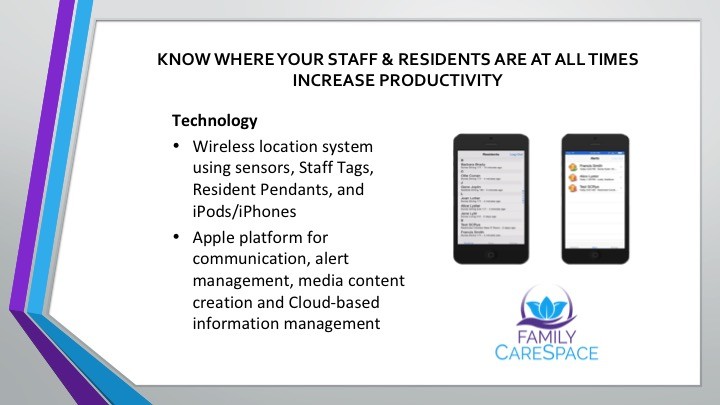 KNOW WHERE YOUR STAFF & RESIDENTS ARE AT ALL TIMES
INCREASE PRODUCTIVITY
Technology
• Wireless location system
using sensors, Staff Tags,
Resident Pendants, and
iPods/iPhones
• Apple platform for
communication, alert
management, media content
creation and Cloud-based
information management
Residents
Francis Smith
FAMILY
CARESPACE